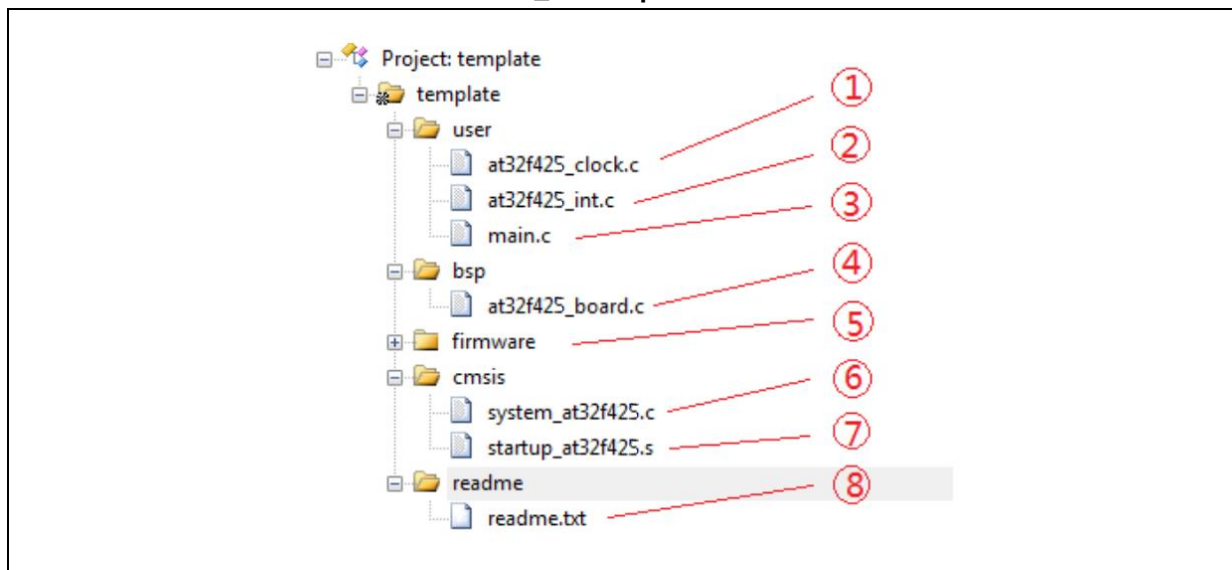 Project: template
template
①
user
at32f425_clock.c
②
at32f425_int.c
③
main.c
bsp
④
at32f425_board.c
⑤
firmware
cmsis
⑥
system_at32f425.c
⑦
startup_at32f425.s
readme
⑧
readme.txt